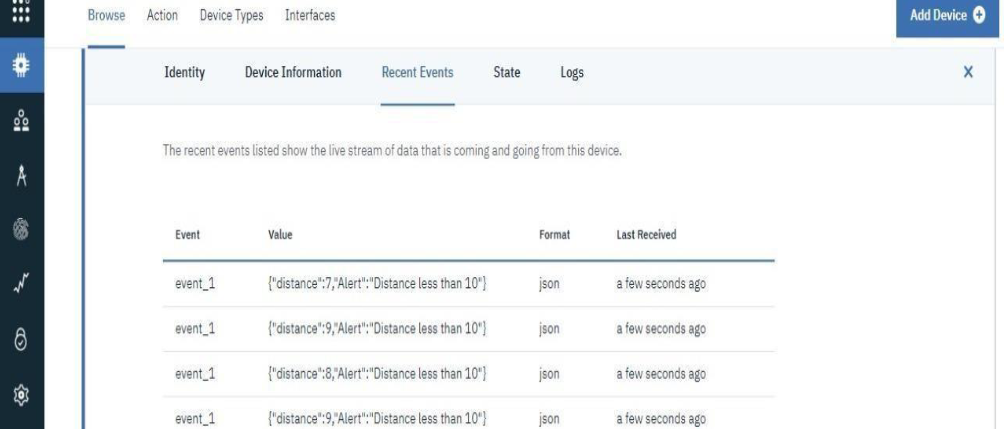 Browse Action Device Types Interfaces Add Device
Identity Device Information Recent Events State Logs X
The recent events listed show the live stream of data that is coming and going from this device.
Event Value Format Last Received
event_1 {"distance":7,"Alert":"Distance less than 10"} json a few seconds ago
event_1 {"distance":9,"Alert":"Distance less than 10"} json a few seconds ago
event_1 {"distance":8,"Alert":"Distance less than 10"} json a few seconds ago
event_1 {"distance":9,"Alert":"Distance less than 10"} json a few seconds ago